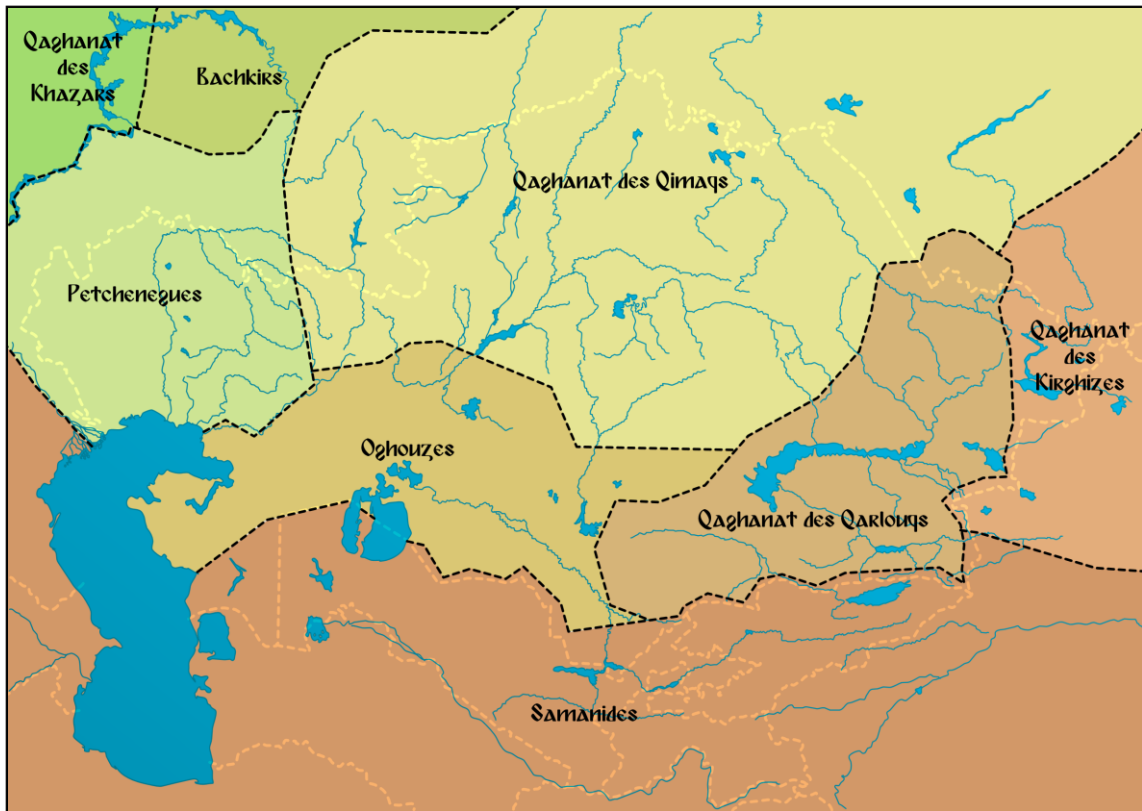 Qaghanat
des
Khazars
Bachkirs
Qaghanat des Qimaqs
Petchenegues
Qaghanat
des
Kirghizes
Oghouzes
Qaghanat des Qarlouqs
Samanides